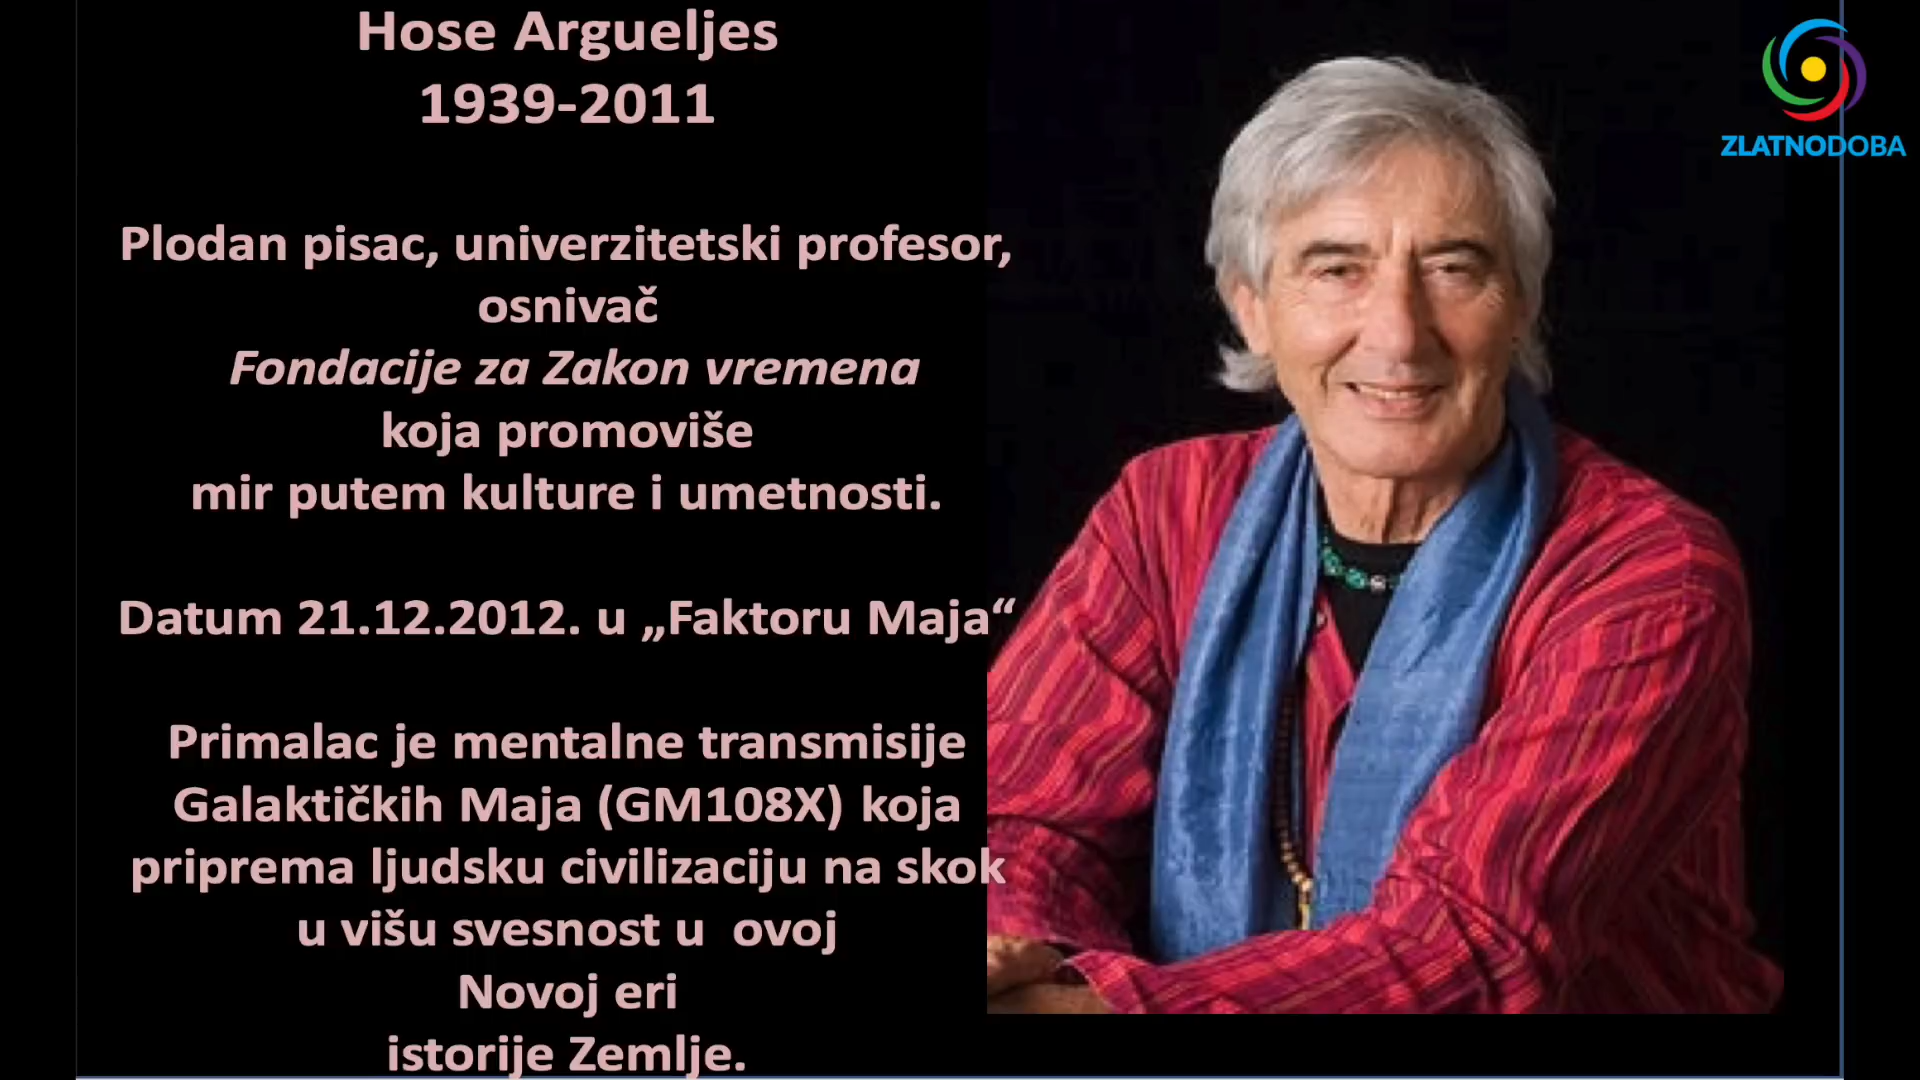 Hose Argueljes
1939-2011
ZLATNODOBA
Plodan pisac, univerzitetski profesor,
osnivač
Fondacije za Zakon vremena
koja promoviše
mir putem kulture i umetnosti.
Datum 21.12.2012. u „Faktoru Maja“
Primalac je mentalne transmisije
Galaktičkih Maja (GM108X) koja
priprema ljudsku civilizaciju na skok
u višu svesnost u  ovoj
Novoj eri
istorije Zemlje.